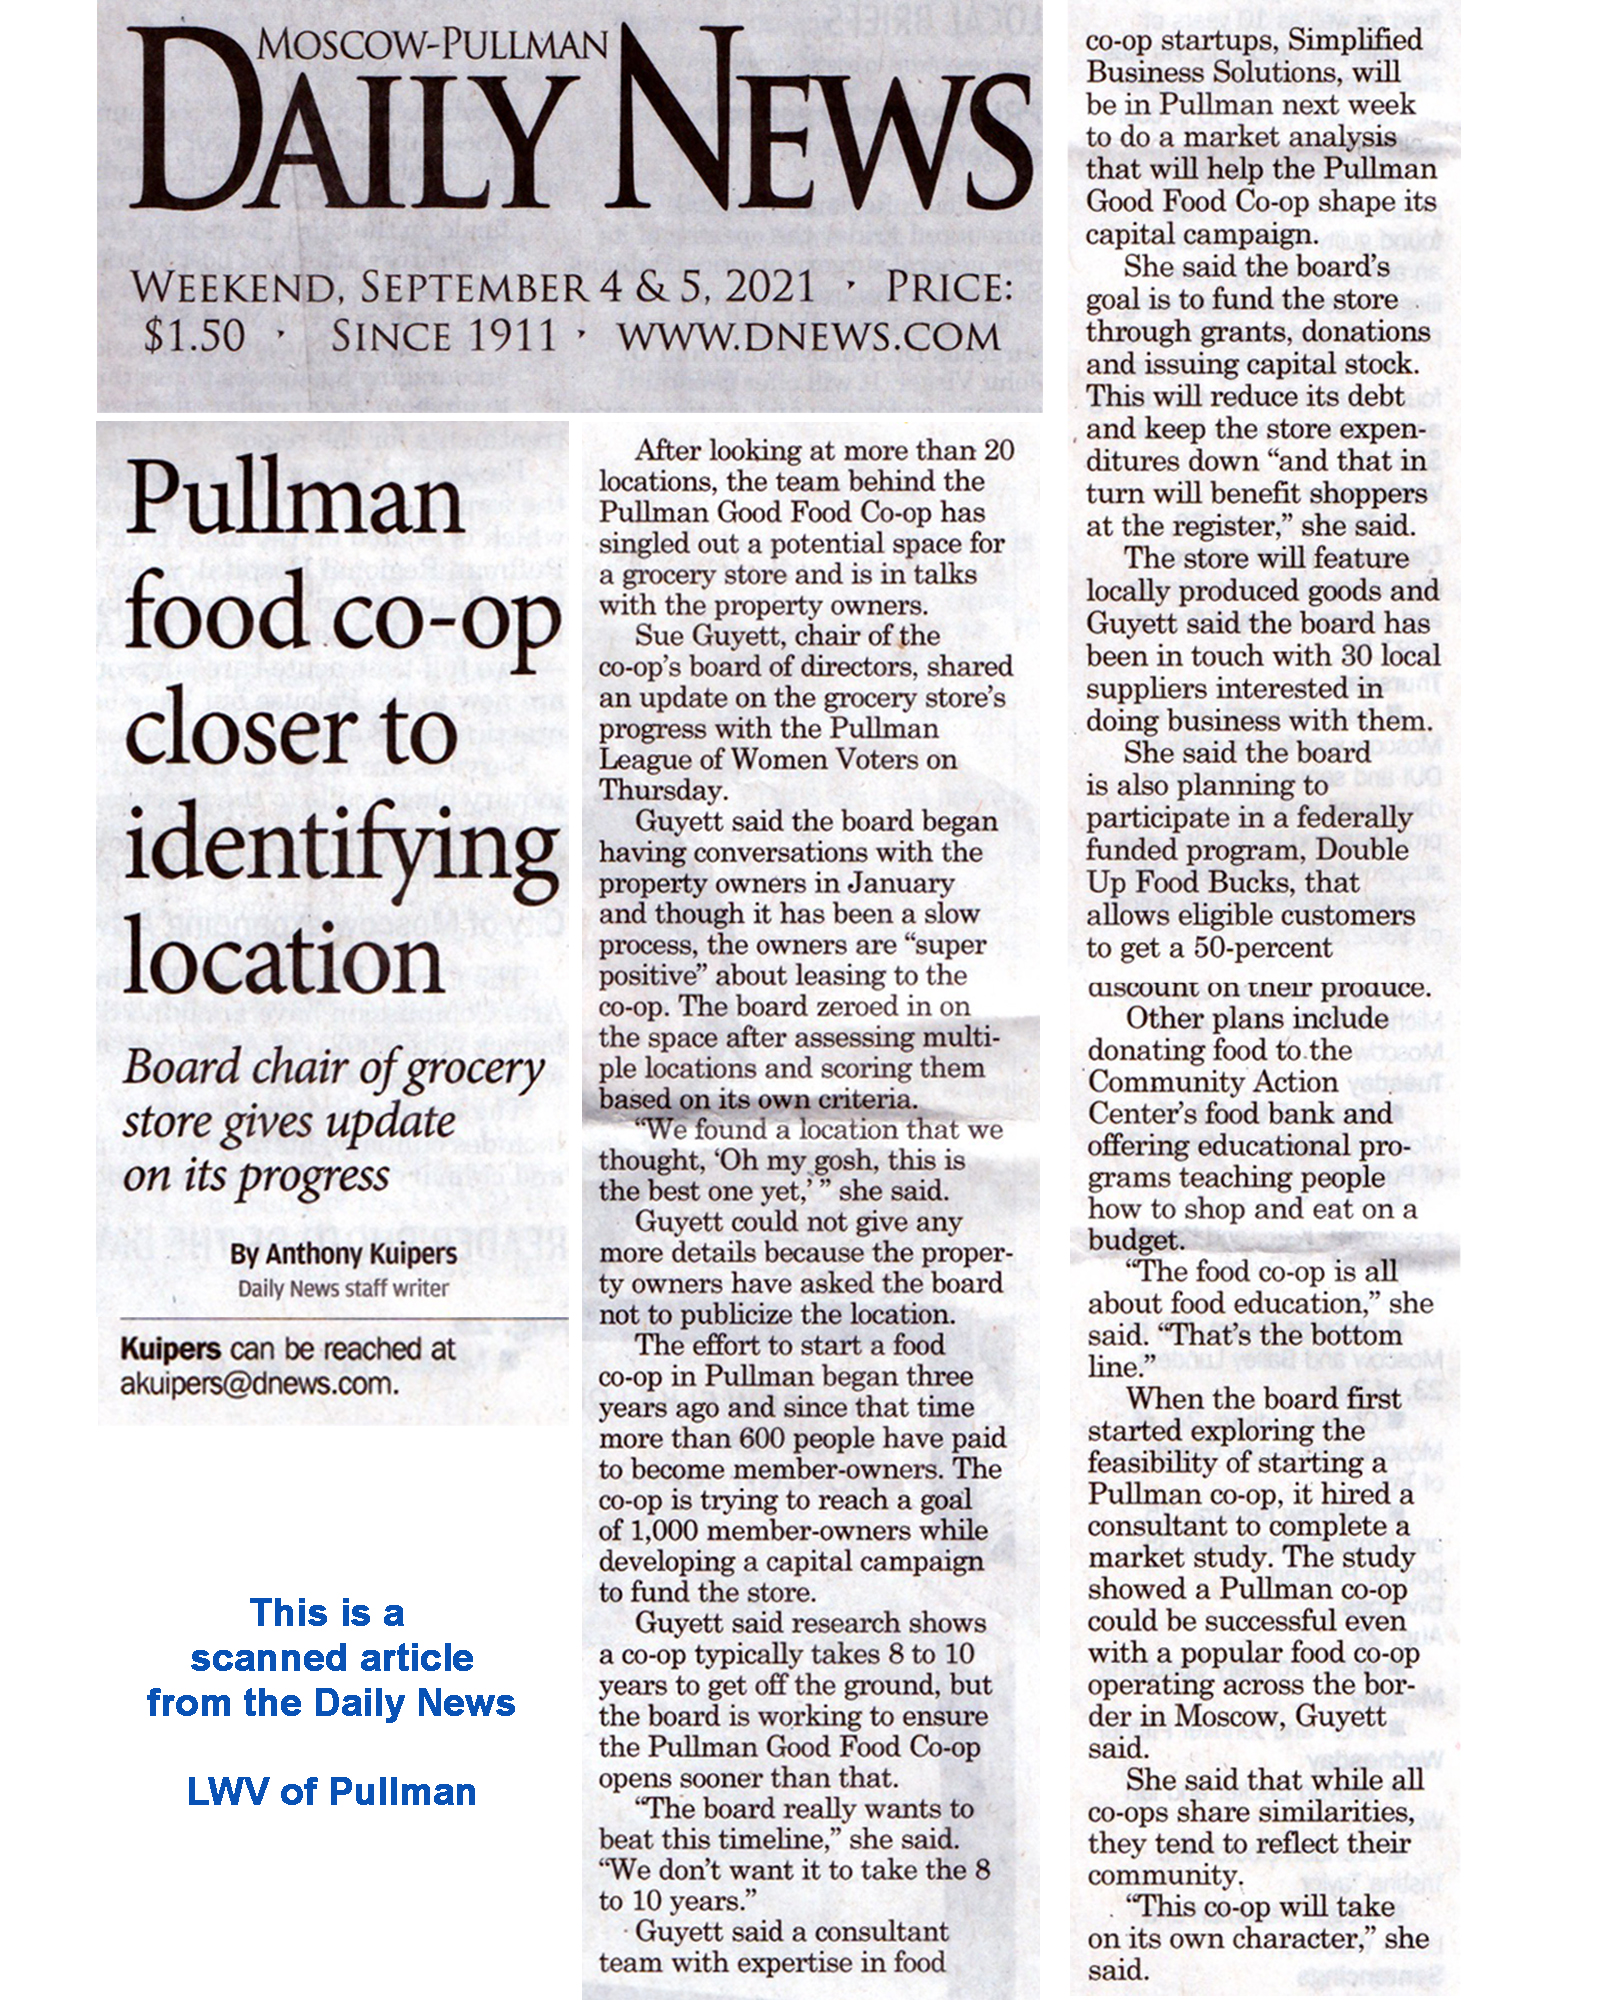 MOSCOW-PULLMAN
DAILY NEWS
WEEKEND, SEPTEMBER 4 & 5, 2021 · PRICE:
$1.50 · SINCE 1911 · WWW.DNEWS.COM
Pullman
food co-op
closer to
identifying
location
Board chair of grocery
store gives update
on its progress
By Anthony Kuipers
Daily News staff writer
Kuipers can be reached at
akuipers@dnews.com.
This is a
scanned article
from the Daily News
LWV of Pullman
After looking at more than 20
locations, the team behind the
Pullman Good Food Co-op has
singled out a potential space for
a grocery store and is in talks
with the property owners.
Sue Guyett, chair of the
co-op's board of directors, shared
an update on the grocery store's
progress with the Pullman
League of Women Voters on
Thursday.
Guyett said the board began
having conversations with the
property owners in January
and though it has been a slow
process, the owners are “super
positive” about leasing to the
co-op. The board zeroed in on
the space after assessing multi-
ple locations and scoring them
based on its own criteria.
“We found a location that we
thought, ‘Oh my gosh, this is
the best one yet,’ ” she said.
Guyett could not give any
more details because the proper-
ty owners have asked the board
not to publicize the location.
The effort to start a food
co-op in Pullman began three
years ago and since that time
more than 600 people have paid
to become member-owners. The
co-op is trying to reach a goal
of 1,000 member-owners while
developing a capital campaign
to fund the store.
Guyett said research shows
a co-op typically takes 8 to 10
years to get off the ground, but
the board is working to ensure
the Pullman Good Food Co-op
opens sooner than that.
“The board really wants to
beat this timeline,” she said.
“We don't want it to take the 8
to 10 years.”
Guyett said a consultant
team with expertise in food
co-op startups, Simplified
Business Solutions, will
be in Pullman next week
to do a market analysis
that will help the Pullman
Good Food Co-op shape its
capital campaign.
She said the board's
goal is to fund the store
through grants, donations
and issuing capital stock.
This will reduce its debt
and keep the store expen-
ditures down “and that in
turn will benefit shoppers
at the register,” she said.
The store will feature
locally produced goods and
Guyett said the board has
been in touch with 30 local
suppliers interested in
doing business with them.
She said the board
is also planning to
participate in a federally
funded program, Double
Up Food Bucks, that
allows eligible customers
to get a 50-percent
discount on their produce.
Other plans include
donating food to the
Community Action
Center's food bank and
offering educational pro-
grams teaching people
how to shop and eat on a
budget.
“The food co-op is all
about food education,” she
said. “That's the bottom
line.”
When the board first
started exploring the
feasibility of starting a
Pullman co-op, it hired a
consultant to complete a
market study. The study
showed a Pullman co-op
could be successful even
with a popular food co-op
operating across the bor-
der in Moscow, Guyett
said.
She said that while all
co-ops share similarities,
they tend to reflect their
community.
“This co-op will take
on its own character,” she
said.